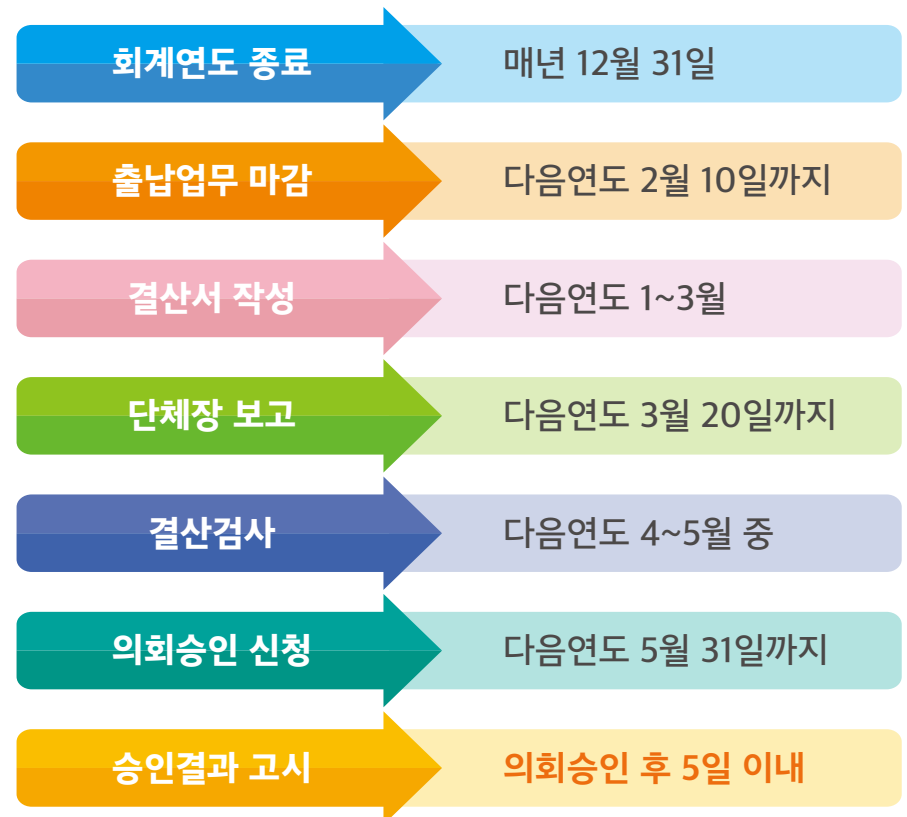 회계연도 종료
매년 12월 31일
출납업무 마감
다음연도 2월 10일까지
결산서 작성
다음연도 1~3월
단체장 보고
다음연도 3월 20일까지
결산검사
다음연도 4~5월 중
의회승인 신청
다음연도 5월 31일까지
승인결과 고시
의회승인 후 5일 이내